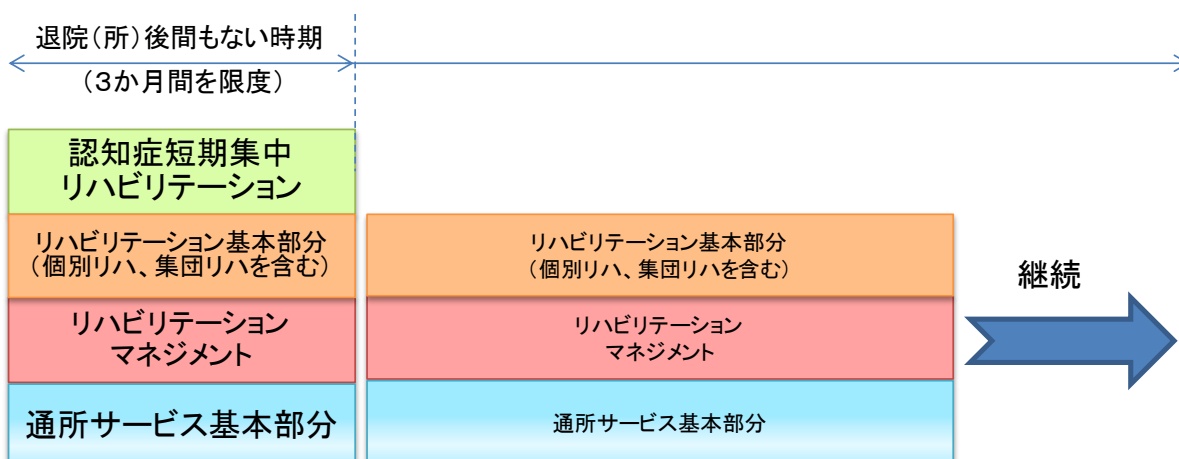 退院（所）後間もない時期
（３か月間を限度）
認知症短期集中
リハビリテーション
リハビリテーション基本部分
（個別リハ、集団リハを含む）
リハビリテーション
マネジメント
通所サービス基本部分
リハビリテーション基本部分
（個別リハ、集団リハを含む）
リハビリテーション
マネジメント
通所サービス基本部分
継続